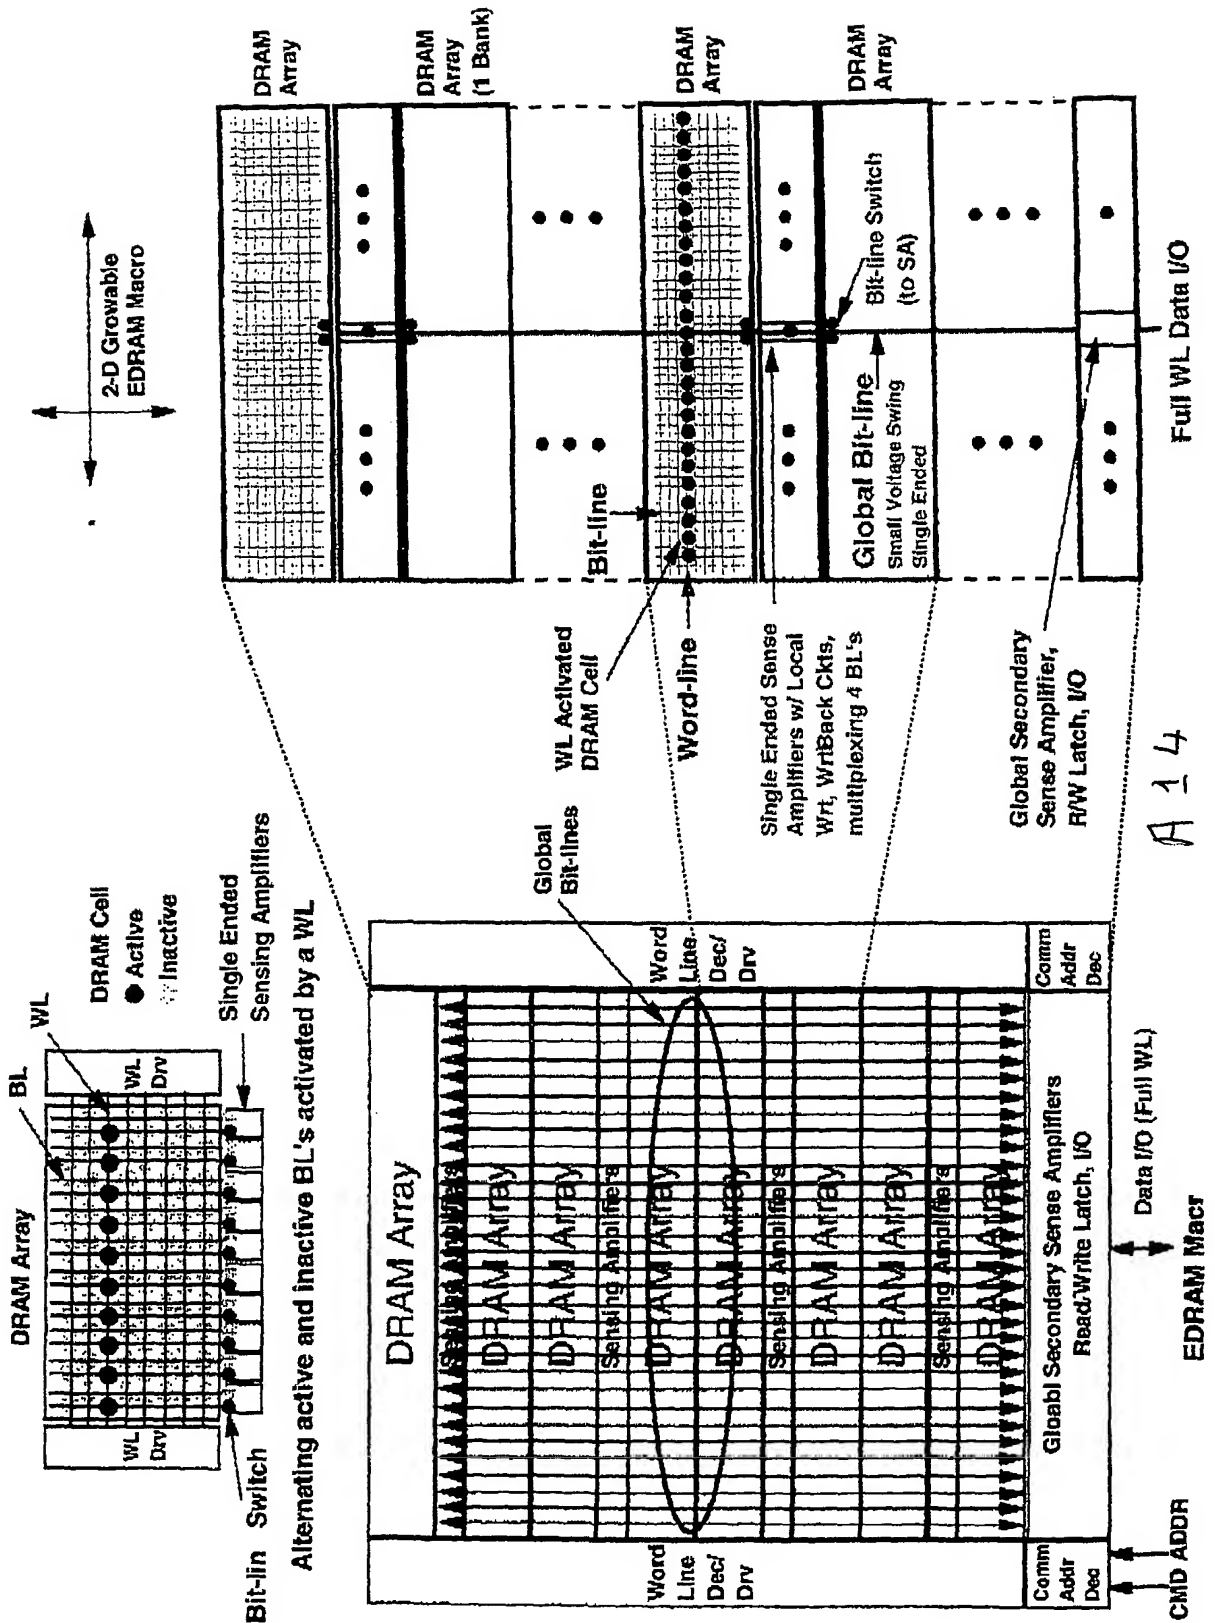 DRAM Array
BL
WL
DRAM Cell
Active
Inactive
WL
Drv
WL
Drv
Bit-lin Switch
Single Ended
Sensing Amplifiers
Alternating active and inactive BL's activated by a WL
DRAM Array
Sensing Amplifiers
DRAM Array
DRAM Array
Sensing Amplifiers
DRAM Array
DRAM Array
Sensing Amplifiers
DRAM Array
DRAM Array
Sensing Amplifiers
DRAM Array
Word
Line
Dec/
Drv
Word
Line
Dec/
Drv
Global
Bit-lines
Comm
Addr
Dec
Gloabl Secondary Sense Amplifiers
Read/Write Latch, I/O
Comm
Addr
Dec
CMD ADDR
Data I/O (Full WL)
EDRAM Macr
2-D Growable
EDRAM Macro
DRAM
Array
DRAM
Array
(1 Bank)
DRAM
Array
DRAM
Array
Bit-line
WL Activated
DRAM Cell
Word-line
Single Ended Sense
Amplifiers w/ Local
Wrt, WrtBack Ckts,
multiplexing 4 BL's
Global Bit-line
Small Voltage Swing
Single Ended
Bit-line Switch
(to SA)
Global Secondary
Sense Amplifier,
R/W Latch, I/O
Full WL Data I/O
A 14